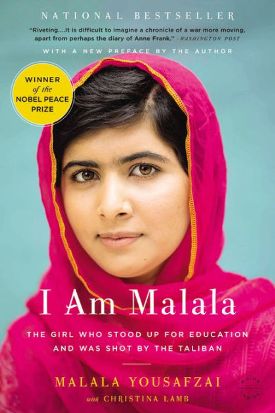 NATIONAL BESTSELLER
"Riveting....It is difficult to imagine a chronicle of a war more moving,
apart from perhaps the diary of Anne Frank." —WASHINGTON POST
WITH A NEW PREFACE BY THE AUTHOR
WINNER
of the
NOBEL PEACE
PRIZE
I Am Malala
THE GIRL WHO STOOD UP FOR EDUCATION
AND WAS SHOT BY THE TALIBAN
MALALA YOUSAFZAI
with CHRISTINA LAMB